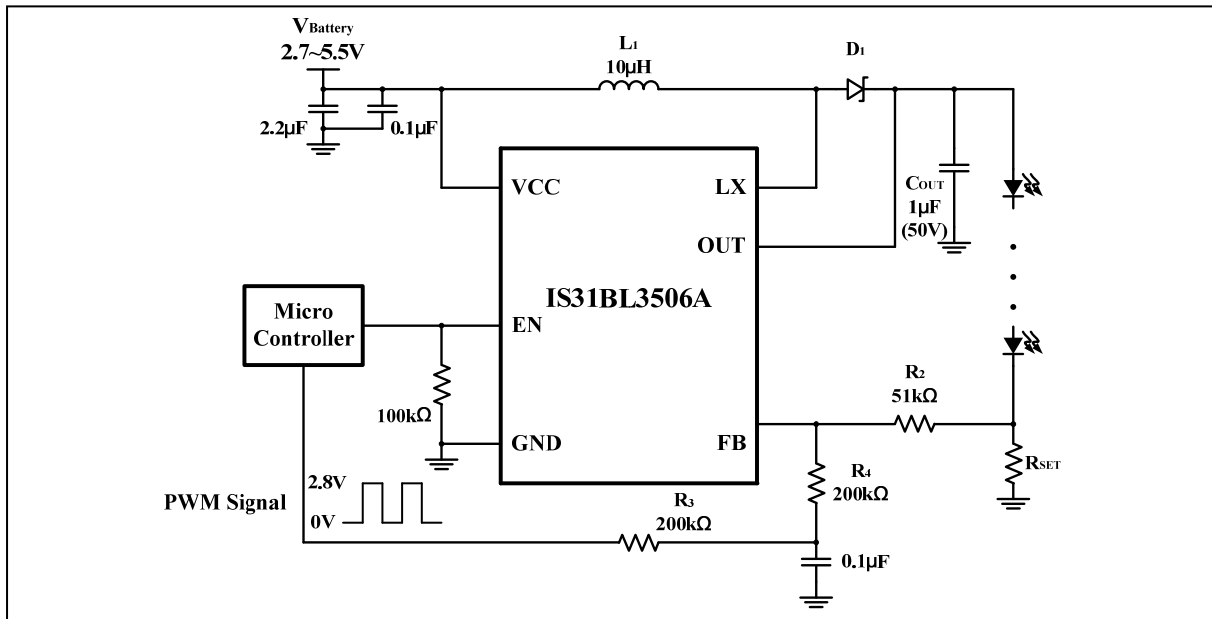 VBattery
2.7~5.5V
L1
10µH
D1
2.2µF
0.1µF
VCC
LX
COUT
1µF
(50V)
OUT
IS31BL3506A
Micro
Controller
EN
R2
51kΩ
100kΩ
GND
FB
RSET
R4
200kΩ
PWM Signal
2.8V
0V
R3
200kΩ
0.1µF